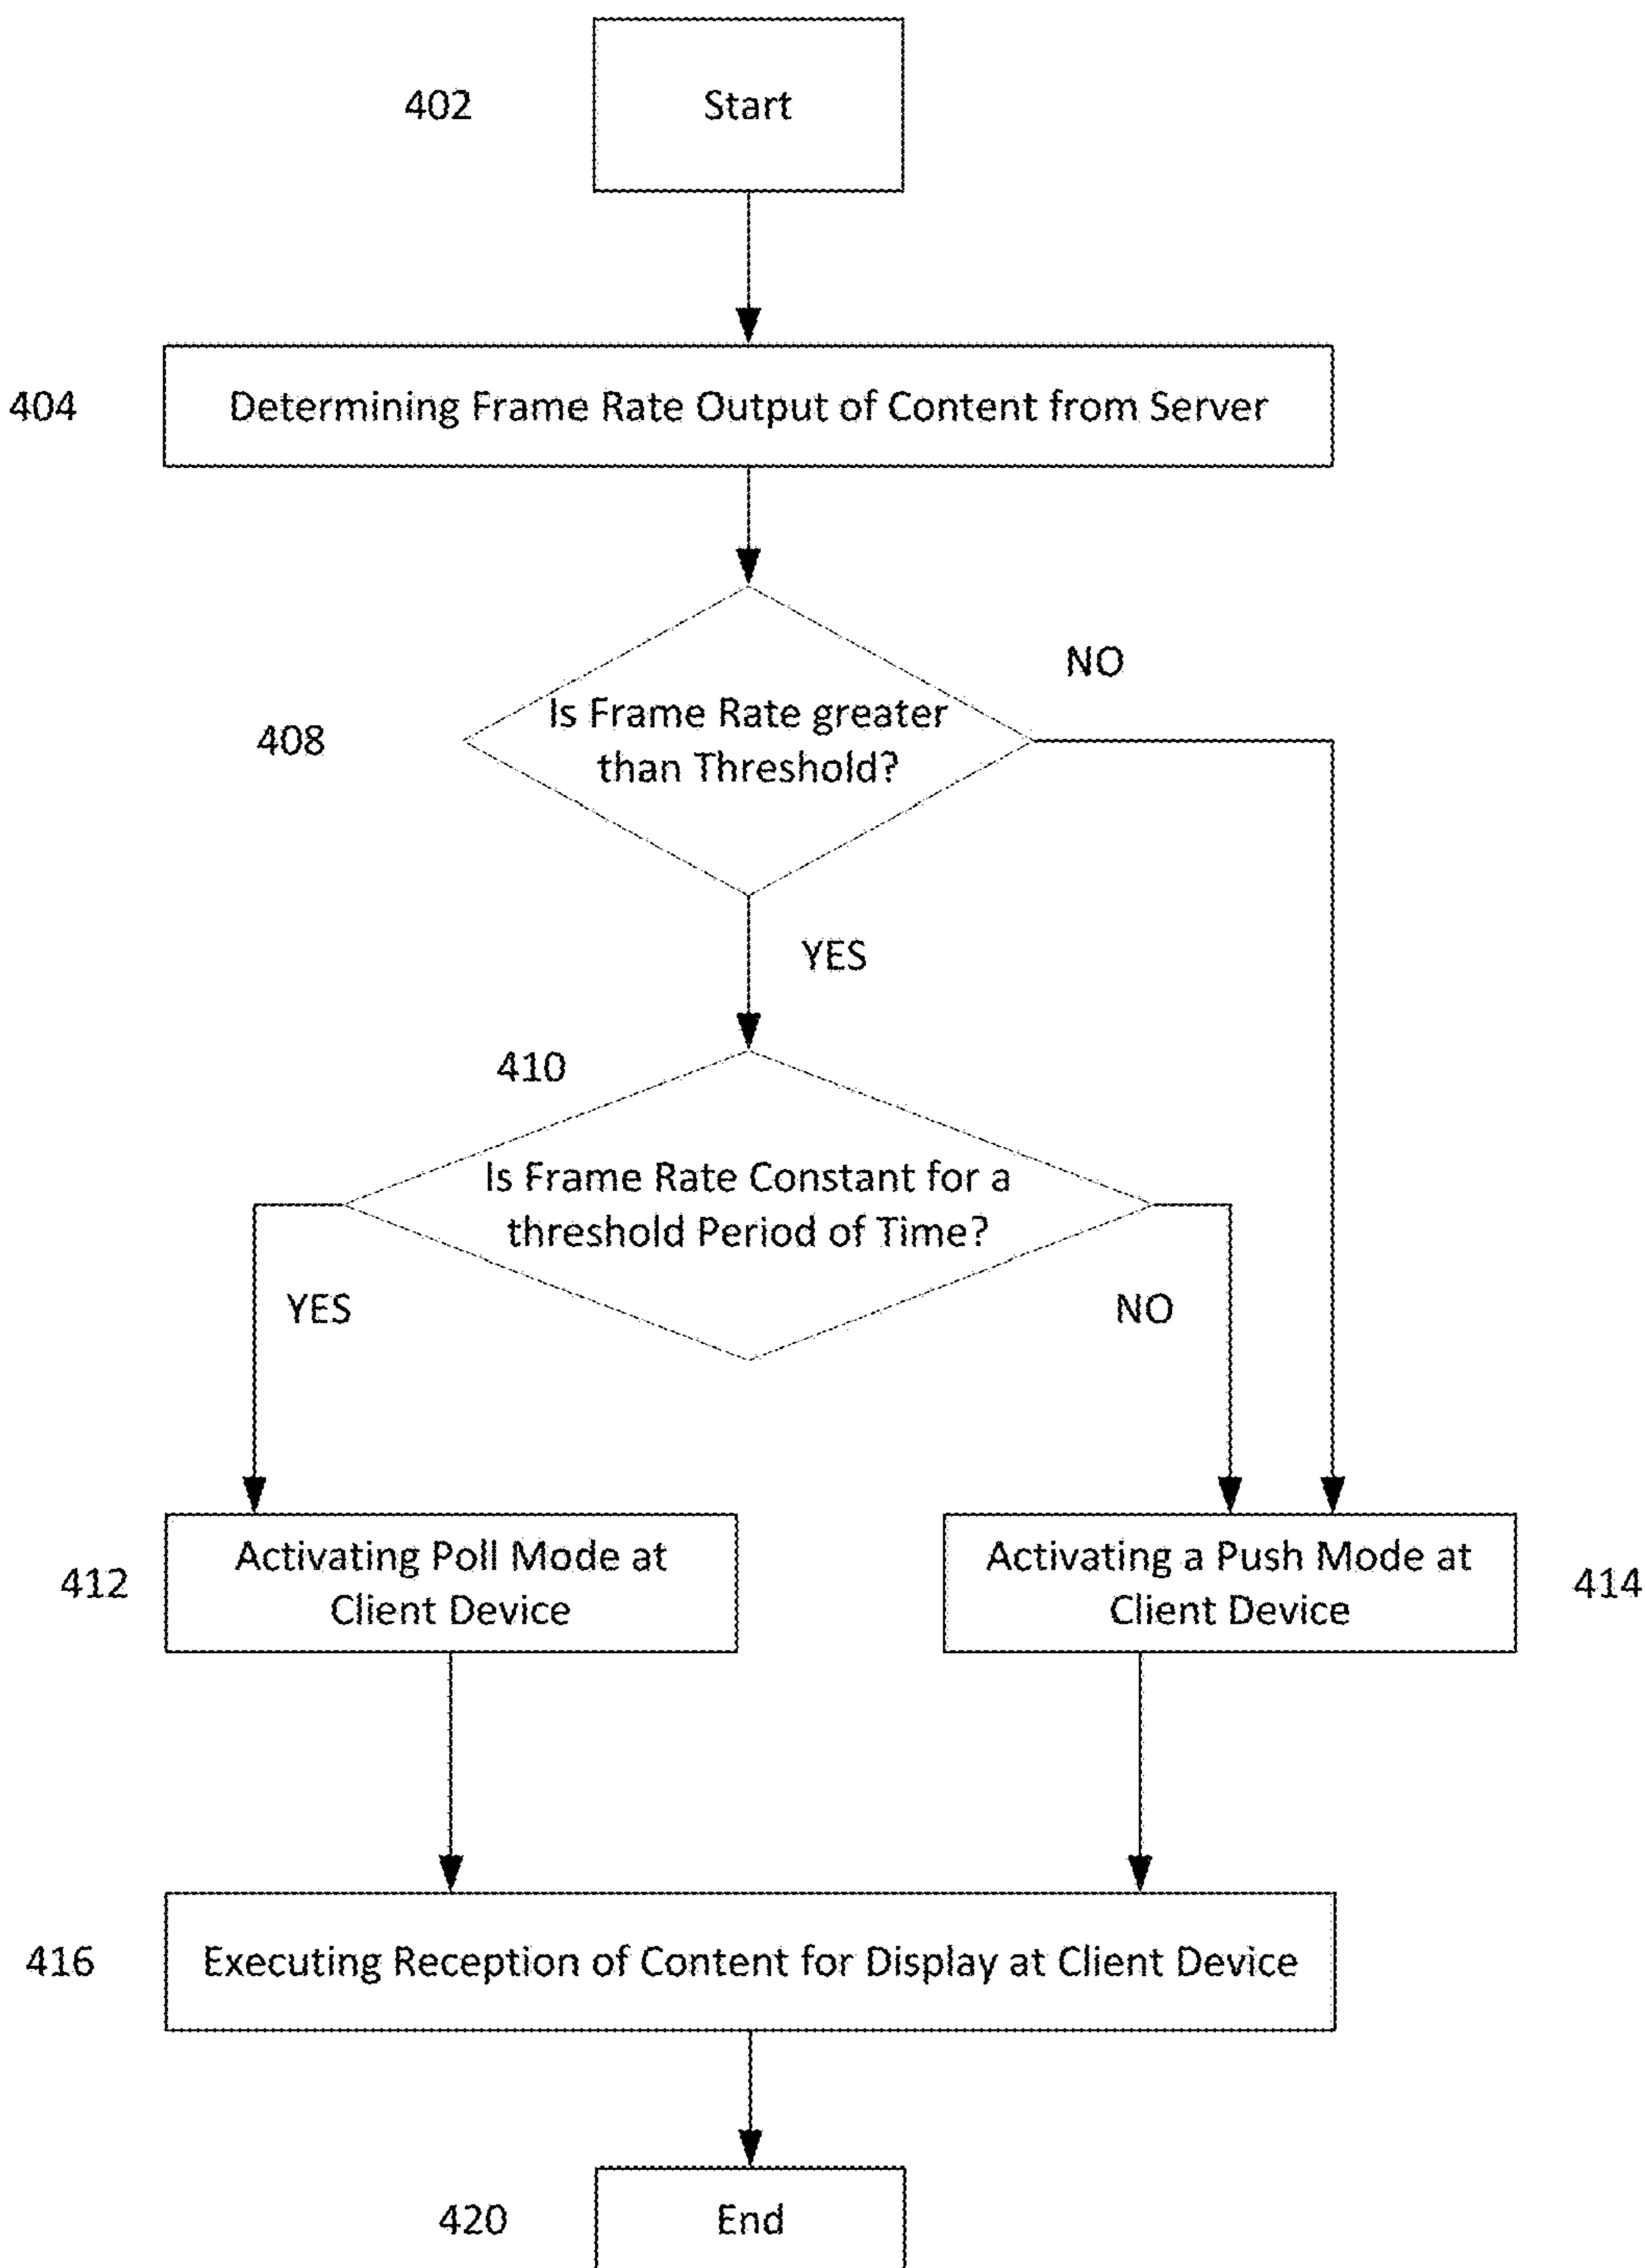 402
Start
404
Determining Frame Rate Output of Content from Server
NO
408
Is Frame Rate greater
than Threshold?
YES
410
Is Frame Rate Constant for a
threshold Period of Time?
YES
NO
412
Activating Poll Mode at
Client Device
Activating a Push Mode at
Client Device
414
416
Executing Reception of Content for Display at Client Device
420
End